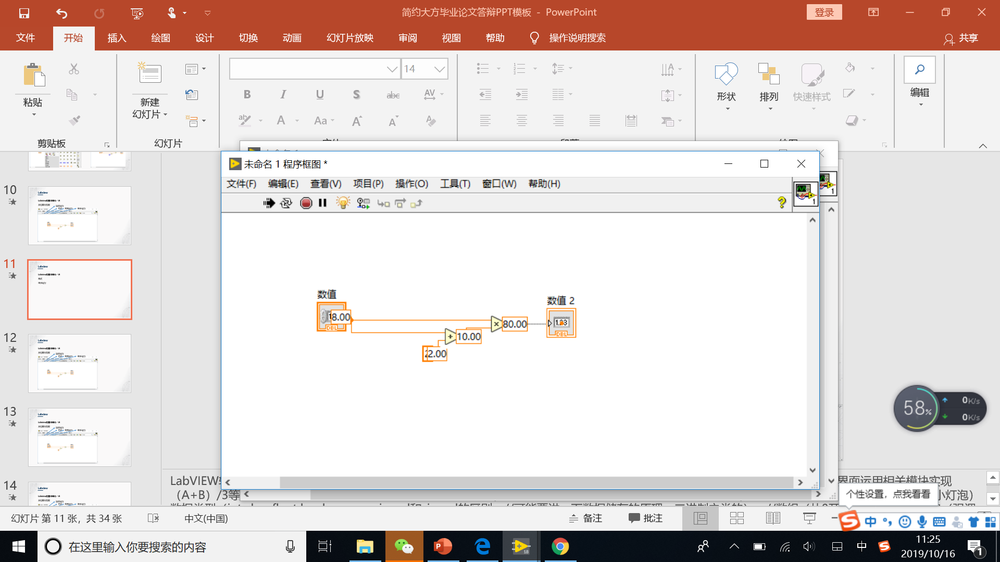 简约大方毕业论文答辩PPT模板 - PowerPoint
登录
文件 开始 插入 绘图 设计 切换 动画 幻灯片放映 审阅 视图 帮助 操作说明搜索 共享
14
粘贴
新建
幻灯片
B I U S abc AV
A Aa A A
形状 排列 快速样式 编辑
剪贴板 幻灯片
未命名 1 程序框图 *
文件(F) 编辑(E) 查看(V) 项目(P) 操作(O) 工具(T) 窗口(W) 帮助(H)
数值
18.00
DBL
10.00
2.00
80.00
数值 2
1.23
DBL
10
Labview
11
Labview
12
Labview
13
Labview
14
Labview
58%
0K/s
0K/s
LabVIEW
界面运用相关模块实现
（A+B）/3等
小灯泡）
个性设置，点我看看
幻灯片 第 11 张，共 34 张 中文(中国) 备注 批注
中
在这里输入你要搜索的内容
中
11:25
2019/10/16
1